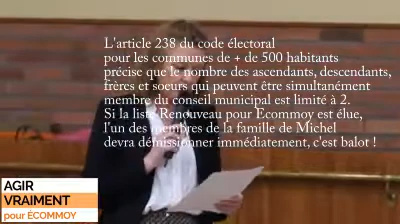 L'article 238 du code électoral
pour les communes de + de 500 habitants
précise que le nombre des ascendants, descendants,
frères et soeurs qui peuvent être simultanément
membre du conseil municipal est limité à 2.
Si la liste Renouveau pour Ecommoy est élue,
l'un des membres de la famille de Michel
devra démissionner immédiatement, c'est balot !
AGIR
VRAIMENT
pour ÉCOMMOY